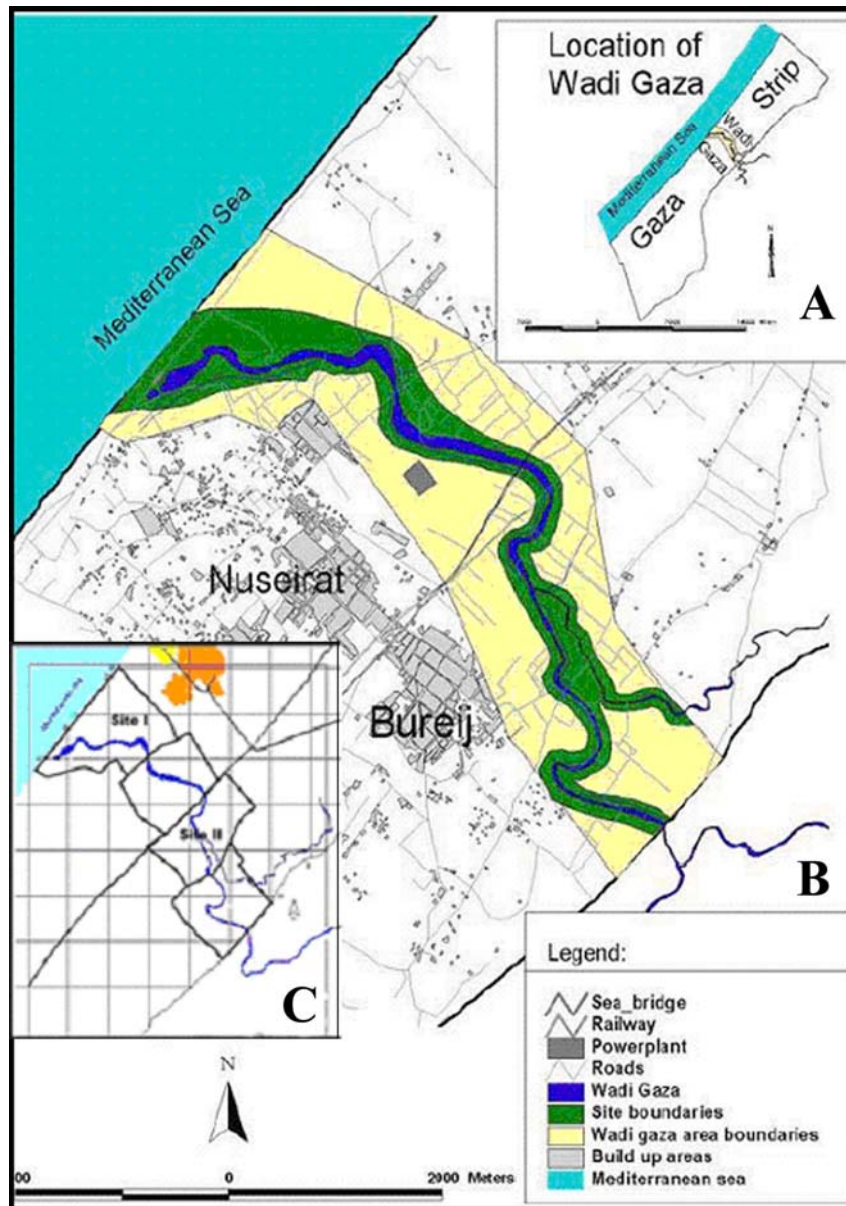 Location of
Wadi Gaza
Mediterranean Sea
Gaza
Strip
Wadi
Gaza
N
A
Mediterranean Sea
Nuseirat
Bureij
B
Site I
Site II
C
N
00 0 2000 Meters
Legend:
Sea_bridge
Railway
Powerplant
Roads
Wadi Gaza
Site boundaries
Wadi gaza area boundaries
Build up areas
Mediterranean sea